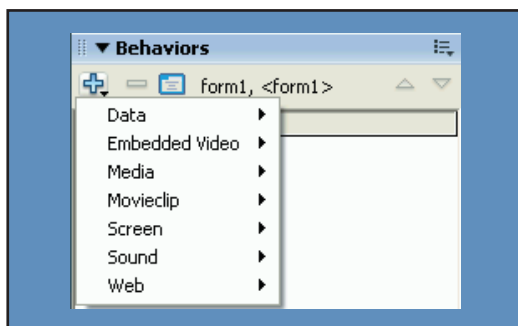 Behaviors
form1, <form1>
Data
Embedded Video
Media
Movieclip
Screen
Sound
Web